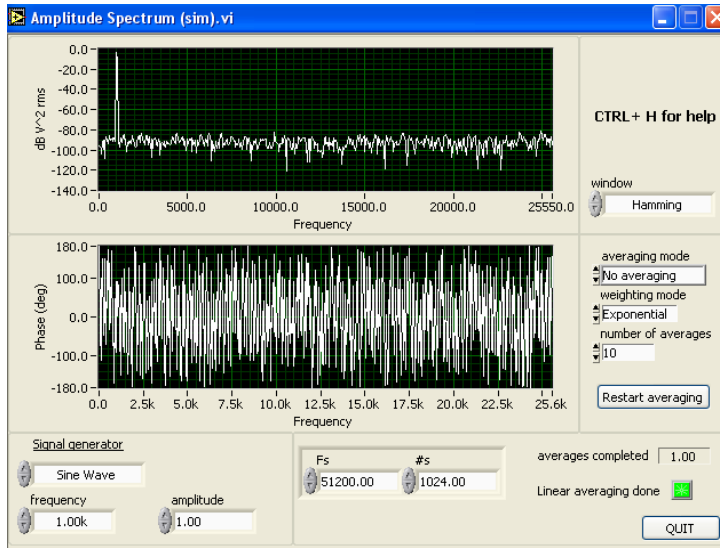 Amplitude Spectrum (sim).vi
0.0
-20.0
-40.0
-60.0
-80.0
-100.0
-120.0
-140.0
dB V^2 rms
0.0 5000.0 10000.0 15000.0 20000.0 25550.0
Frequency
CTRL+ H for help
window
Hamming
180.0
100.0
0.0
-100.0
-180.0
Phase (deg)
0.0 2.5k 5.0k 7.5k 10.0k 12.5k 15.0k 17.5k 20.0k 22.5k 25.6k
Frequency
averaging mode
No averaging
weighting mode
Exponential
number of averages
10
Restart averaging
Signal generator
Sine Wave
frequency amplitude
1.00k 1.00
Fs #s
51200.00 1024.00
averages completed 1.00
Linear averaging done
QUIT